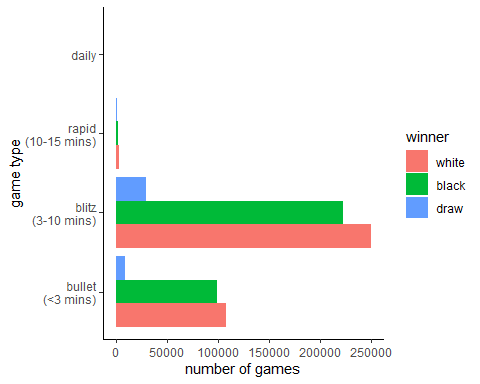 daily
rapid
(10-15 mins)
blitz
(3-10 mins)
bullet
(<3 mins)
game type
0 50000 100000 150000 200000 250000
number of games
winner
white
black
draw